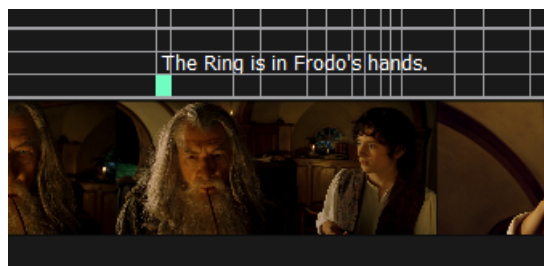 The Ring is in Frodo's hands.